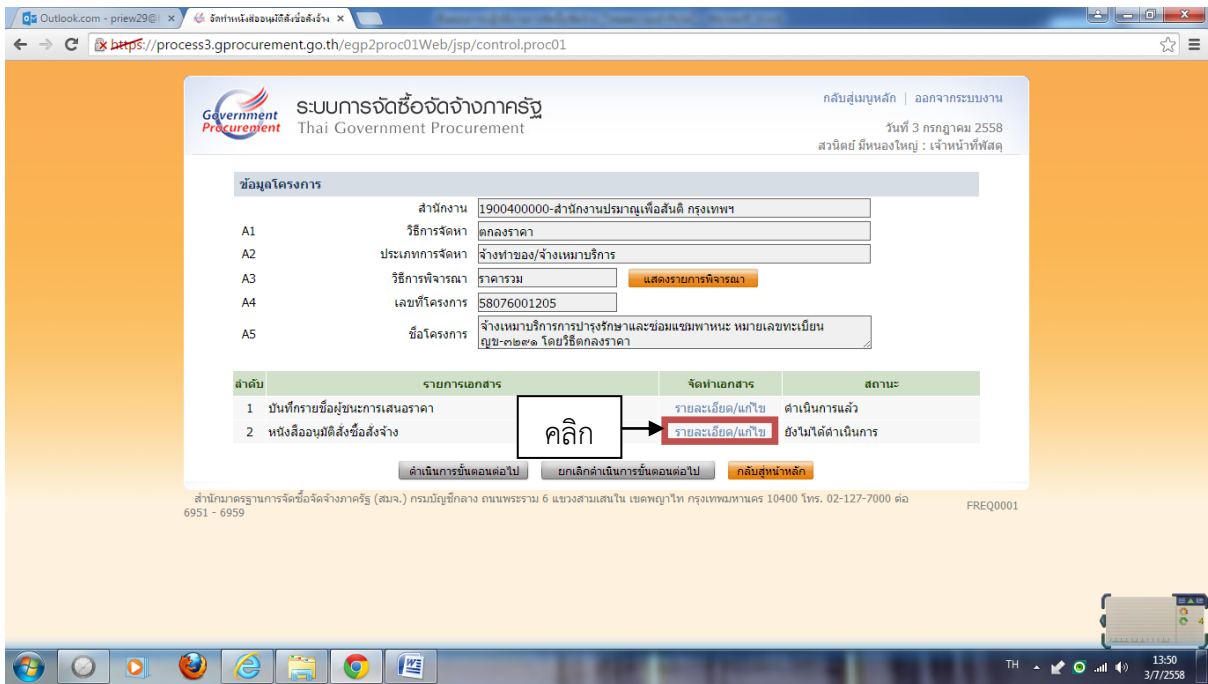 Outlook.com - priew29@
จัดทำหนังสืออนุมัติสั่งซื้อสั่งจ้าง
https://process3.gprocurement.go.th/egp2proc01Web/jsp/control.proc01
Government Procurement
ระบบการจัดซื้อจัดจ้างภาครัฐ
Thai Government Procurement
กลับสู่เมนูหลัก | ออกจากระบบงาน
วันที่ 3 กรกฎาคม 2558
สวนิตย์ มีหนองใหญ่ : เจ้าหน้าที่พัสดุ
ข้อมูลโครงการ
สำนักงาน 1900400000-สำนักงานปรมาณูเพื่อสันติ กรุงเทพฯ
A1 วิธีการจัดหา ตกลงราคา
A2 ประเภทการจัดหา จ้างทำของ/จ้างเหมาบริการ
A3 วิธีการพิจารณา ราคารวม แสดงรายการพิจารณา
A4 เลขที่โครงการ 58076001205
A5 ชื่อโครงการ จ้างเหมาบริการการบำรุงรักษาและซ่อมแซมพาหนะ หมายเลขทะเบียน
ญข-๓๒๙๑ โดยวิธีตกลงราคา
ลำดับ รายการเอกสาร จัดทำเอกสาร สถานะ
1 บันทึกรายชื่อผู้ชนะการเสนอราคา รายละเอียด/แก้ไข ดำเนินการแล้ว
2 หนังสืออนุมัติสั่งซื้อสั่งจ้าง คลิก รายละเอียด/แก้ไข ยังไม่ได้ดำเนินการ
ดำเนินการขั้นตอนต่อไป ยกเลิกดำเนินการขั้นตอนต่อไป กลับสู่หน้าหลัก
สำนักมาตรฐานการจัดซื้อจัดจ้างภาครัฐ (สมจ.) กรมบัญชีกลาง ถนนพระราม 6 แขวงสามเสนใน เขตพญาไท กรุงเทพมหานคร 10400 โทร. 02-127-7000 ต่อ
6951 - 6959
FREQ0001
4
TH
13:50
3/7/2558